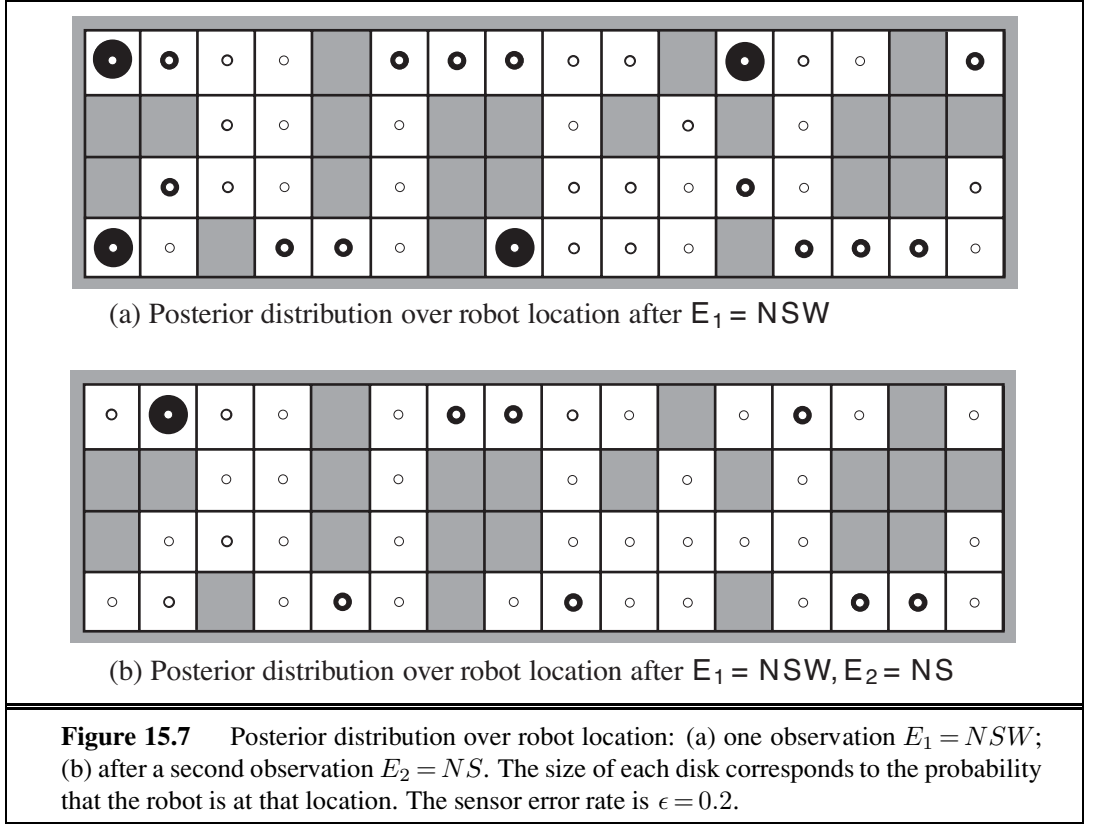 (a) Posterior distribution over robot location after E₁ = NSW
(b) Posterior distribution over robot location after E₁ = NSW, E₂ = NS
Figure 15.7 Posterior distribution over robot location: (a) one observation E₁ = NSW;
(b) after a second observation E₂ = NS. The size of each disk corresponds to the probability
that the robot is at that location. The sensor error rate is ϵ = 0.2.